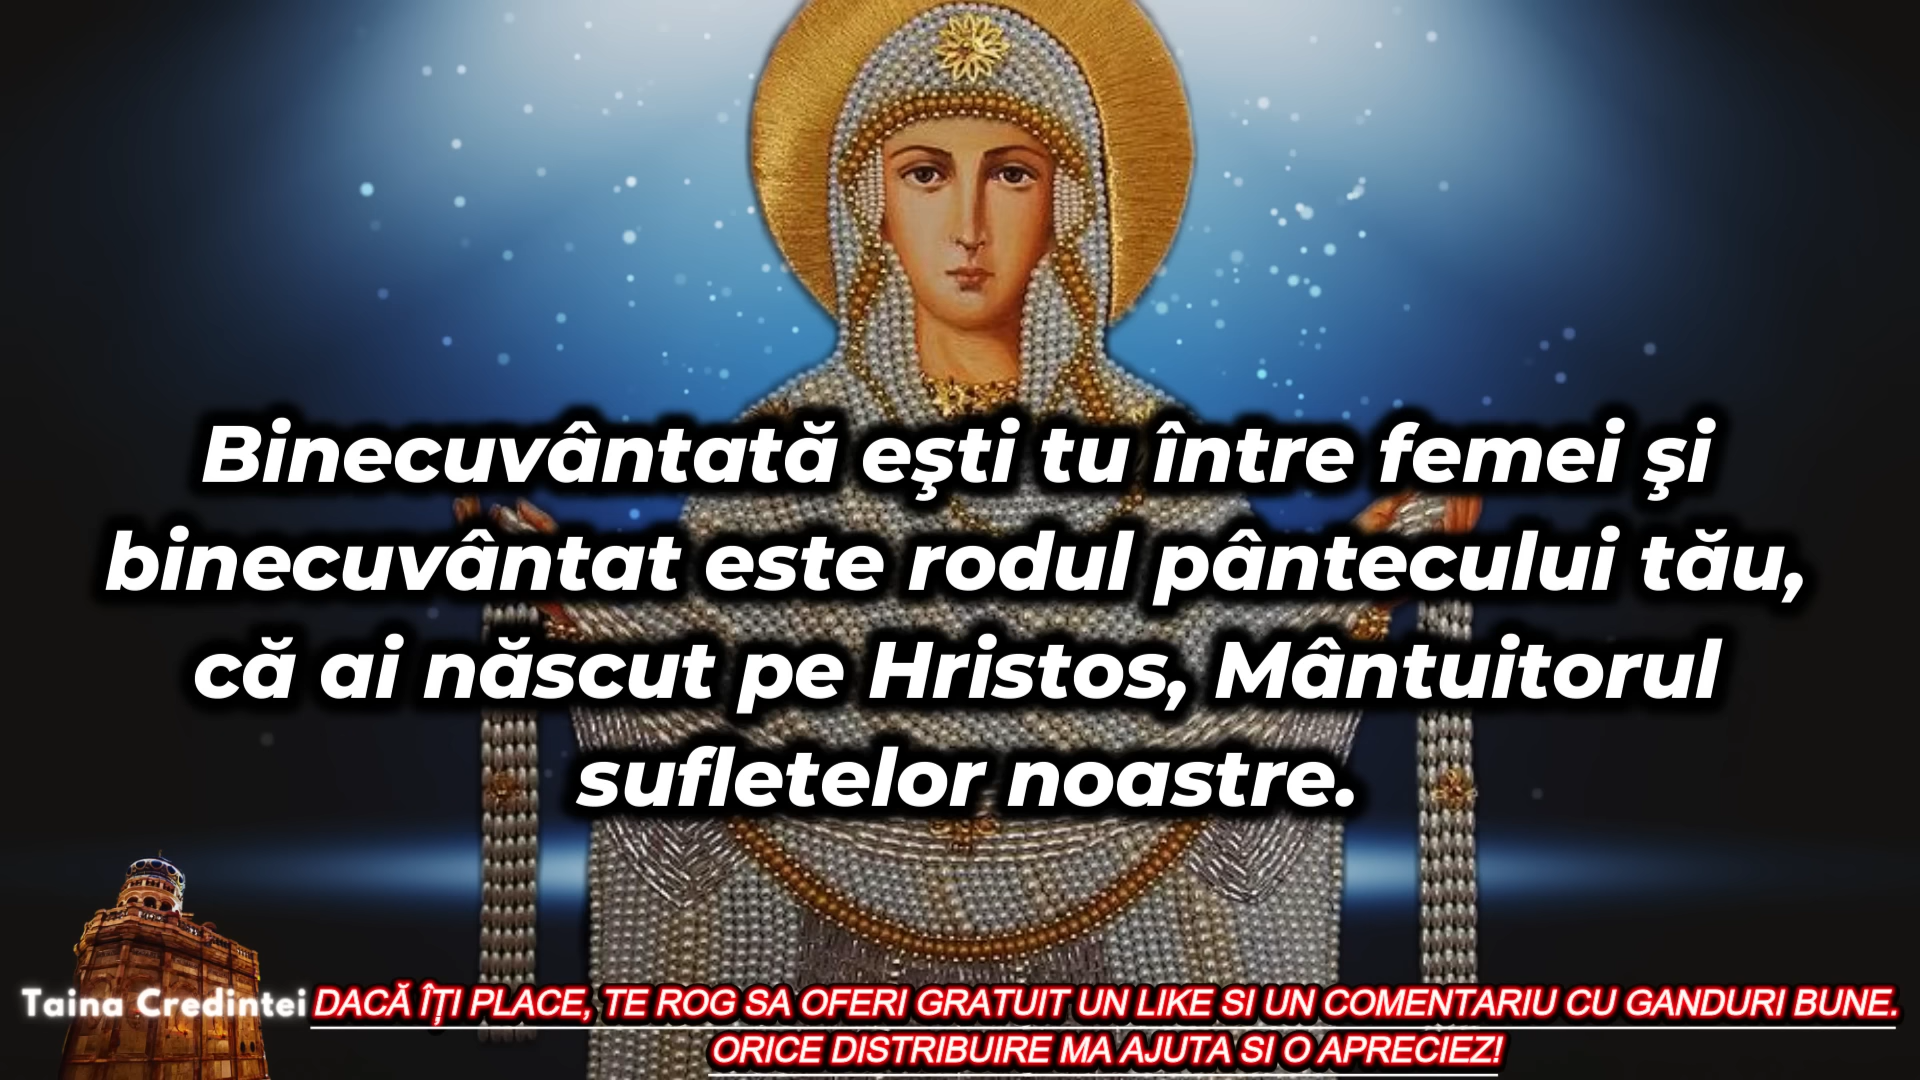 Binecuvântată eşti tu între femei şi
binecuvântat este rodul pântecului tău,
că ai născut pe Hristos, Mântuitorul
sufletelor noastre.
Taina Credintei
DACĂ ÎȚI PLACE, TE ROG SA OFERI GRATUIT UN LIKE SI UN COMENTARIU CU GANDURI BUNE.
ORICE DISTRIBUIRE MA AJUTA SI O APRECIEZ!